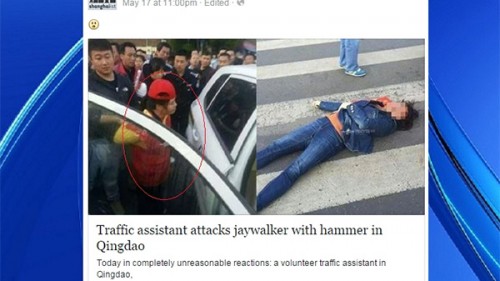 shanghaiist
May 17 at 11:00pm · Edited ·
Traffic assistant attacks jaywalker with hammer in
Qingdao
Today in completely unreasonable reactions: a volunteer traffic assistant in
Qingdao,